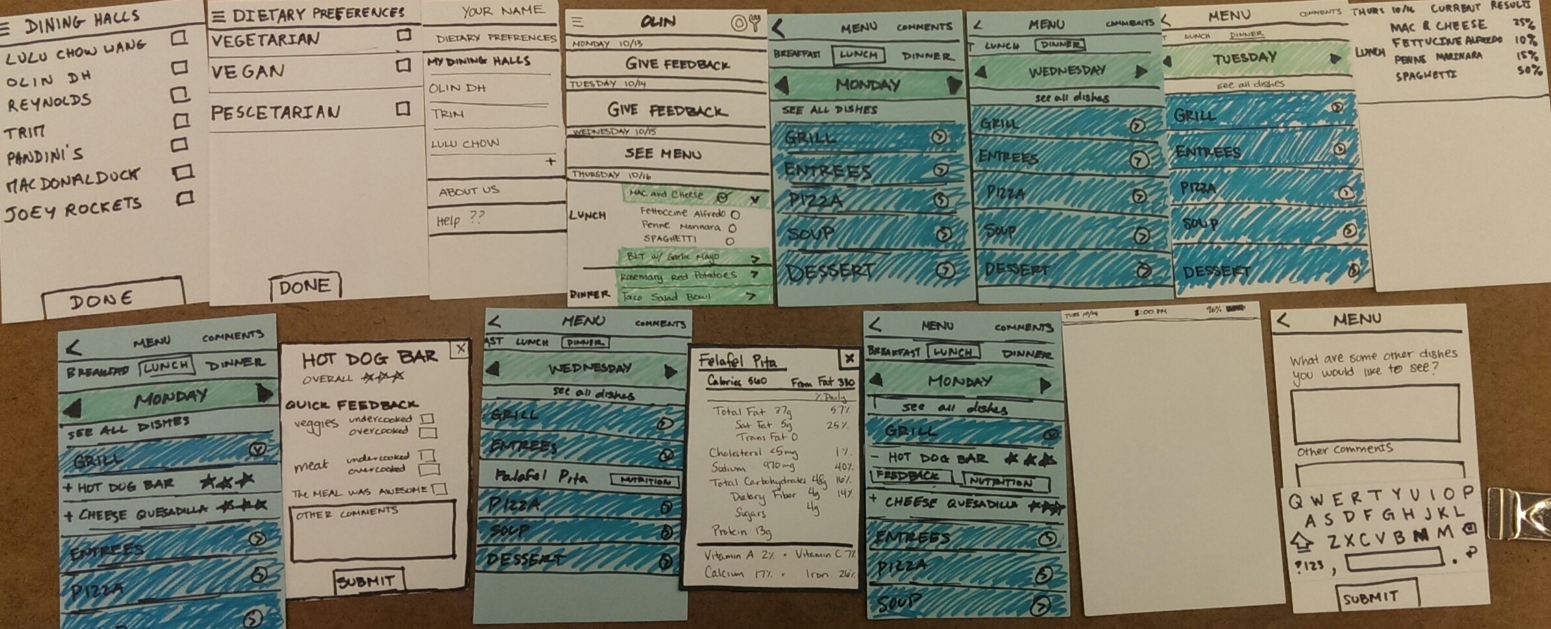 DINING HALLS
LULU CHOW WANG
OLIN DH
REYNOLDS
TRIM
PANDINI'S
MACDONALDUCK
JOEY ROCKETS
DONE
DIETARY PREFERENCES
VEGETARIAN
VEGAN
PESCETARIAN
DONE
YOUR NAME
DIETARY PREFRENCES
MY DINING HALLS
OLIN DH
TRIM
LULU CHOW
+
ABOUT US
Help ??
OLIN
MONDAY 10/13
GIVE FEEDBACK
TUESDAY 10/14
GIVE FEEDBACK
WEDNESDAY 10/15
SEE MENU
THURSDAY 10/16
MAC and Cheese
LUNCH
Fettoccine Alfredo
Penne Marinara
SPAGHETTI
BLT w/ Garlic Mayo
Rosemary Red Potatoes
DINNER
Taco Salad Bowl
MENU COMMENTS
BREAKFAST LUNCH DINNER
MONDAY
SEE ALL DISHES
GRILL
ENTREES
PIZZA
SOUP
DESSERT
MENU COMMENTS
T LUNCH DINNER
WEDNESDAY
see all dishes
GRILL
ENTREES
PIZZA
SOUP
DESSERT
MENU COMMENTS
T LUNCH DINNER
TUESDAY
see all dishes
GRILL
ENTREES
PIZZA
SOUP
DESSERT
THURS 10/16 CURRENT RESULTS
MAC & CHEESE 25%
LUNCH FETTUCINE ALFREDO 10%
PENNE MARINARA 15%
SPAGHETTI 50%
MENU COMMENTS
BREAKFAST LUNCH DINNER
MONDAY
SEE ALL DISHES
GRILL
+ HOT DOG BAR
+ CHEESE QUESADILLA
ENTREES
PIZZA
HOT DOG BAR X
OVERALL
QUICK FEEDBACK
veggies undercooked
overcooked
meat undercooked
overcooked
THE MEAL WAS AWESOME
OTHER COMMENTS
SUBMIT
MENU COMMENTS
AST LUNCH DINNER
WEDNESDAY
see all dishes
GRILL
ENTREES
Falafel Pita NUTRITION
PIZZA
SOUP
DESSERT
Felafel Pita X
Calories 560 From Fat 330
% Daily
Total Fat 37g 57%
Sat Fat 5g 25%
Trans Fat 0
Cholesterol <5mg 1%
Sodium 970mg 40%
Total Carbohydrates 48g 16%
Dietary Fiber 4g 14%
Sugars 4g
Protein 13g
Vitamin A 2% • Vitamin C 7%
Calcium 17% • Iron 26%
MENU COMMENTS
BREAKFAST LUNCH DINNER
MONDAY
see all dishes
GRILL
- HOT DOG BAR
FEEDBACK NUTRITION
+ CHEESE QUESADILLA
ENTREES
PIZZA
SOUP
8:00 PM 90%
MENU
What are some other dishes
you would like to see?
Other comments
QWERTYUIOP
ASDFGHJKL
ZXCVBNM
?123 , .
SUBMIT